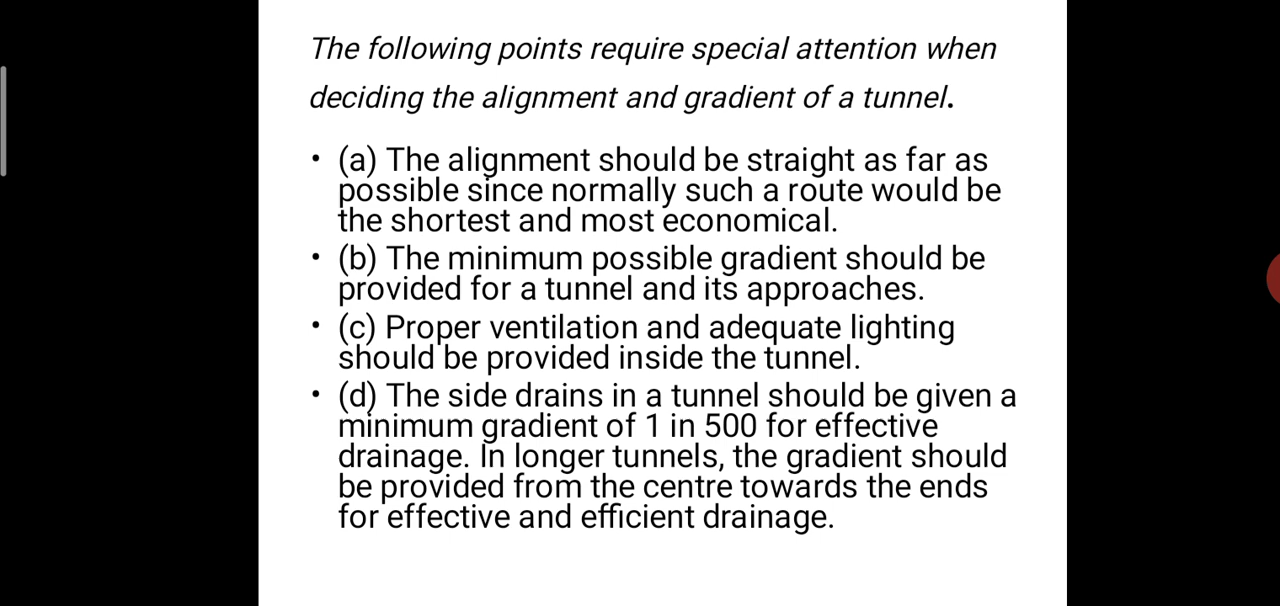 The following points require special attention when
deciding the alignment and gradient of a tunnel.
• (a) The alignment should be straight as far as
possible since normally such a route would be
the shortest and most economical.
• (b) The minimum possible gradient should be
provided for a tunnel and its approaches.
• (c) Proper ventilation and adequate lighting
should be provided inside the tunnel.
• (d) The side drains in a tunnel should be given a
minimum gradient of 1 in 500 for effective
drainage. In longer tunnels, the gradient should
be provided from the centre towards the ends
for effective and efficient drainage.